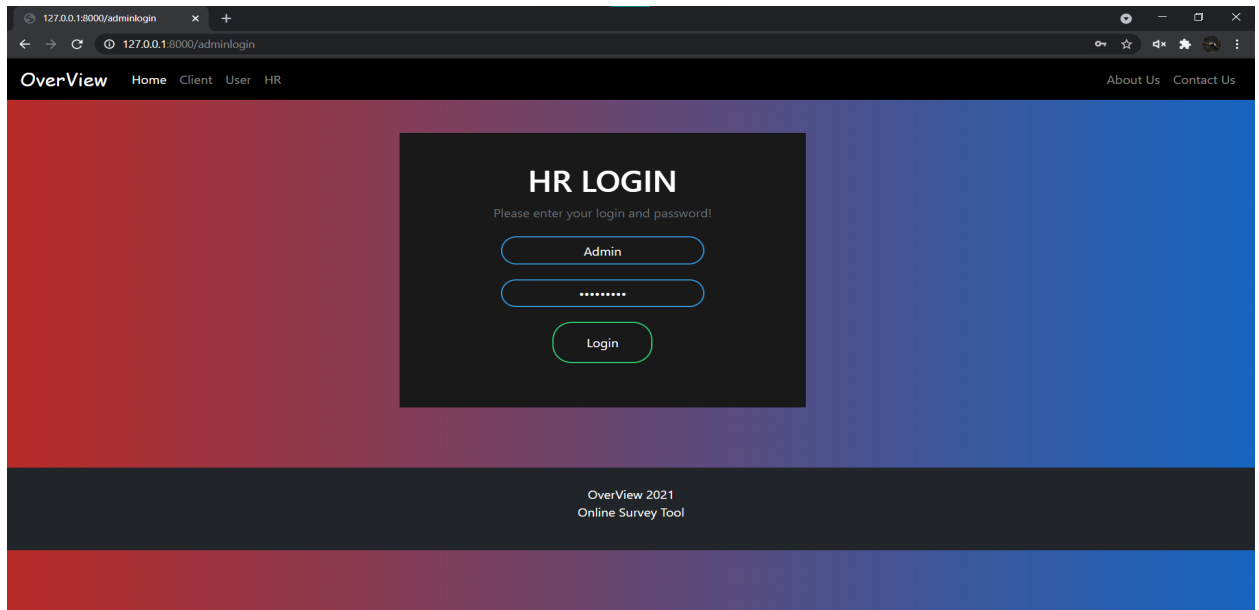 127.0.0.1:8000/adminlogin
127.0.0.1:8000/adminlogin
OverView Home Client User HR About Us Contact Us
HR LOGIN
Please enter your login and password!
Admin
•••••••••
Login
OverView 2021
Online Survey Tool